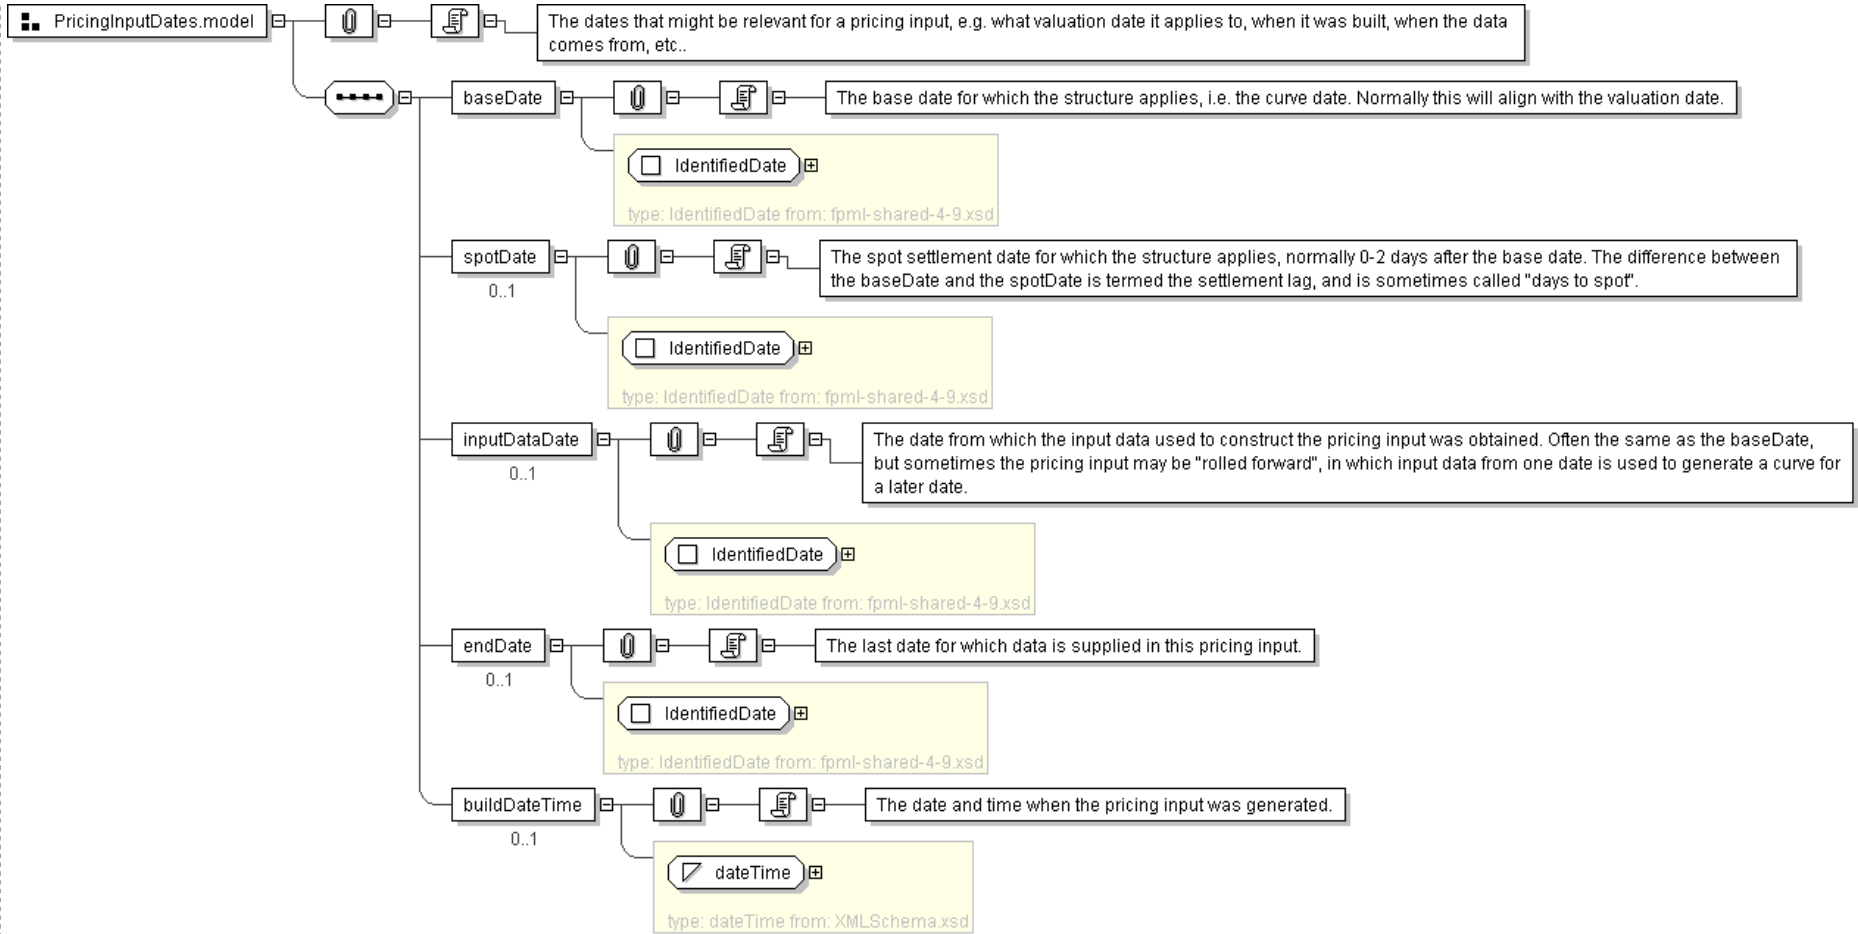 PricingInputDates.model
The dates that might be relevant for a pricing input, e.g. what valuation date it applies to, when it was built, when the data
comes from, etc..
baseDate
The base date for which the structure applies, i.e. the curve date. Normally this will align with the valuation date.
IdentifiedDate
type: IdentifiedDate from: fpml-shared-4-9.xsd
spotDate
0..1
The spot settlement date for which the structure applies, normally 0-2 days after the base date. The difference between
the baseDate and the spotDate is termed the settlement lag, and is sometimes called "days to spot".
IdentifiedDate
type: IdentifiedDate from: fpml-shared-4-9.xsd
inputDataDate
0..1
The date from which the input data used to construct the pricing input was obtained. Often the same as the baseDate,
but sometimes the pricing input may be "rolled forward", in which input data from one date is used to generate a curve for
a later date.
IdentifiedDate
type: IdentifiedDate from: fpml-shared-4-9.xsd
endDate
0..1
The last date for which data is supplied in this pricing input.
IdentifiedDate
type: IdentifiedDate from: fpml-shared-4-9.xsd
buildDateTime
0..1
The date and time when the pricing input was generated.
dateTime
type: dateTime from: XMLSchema.xsd